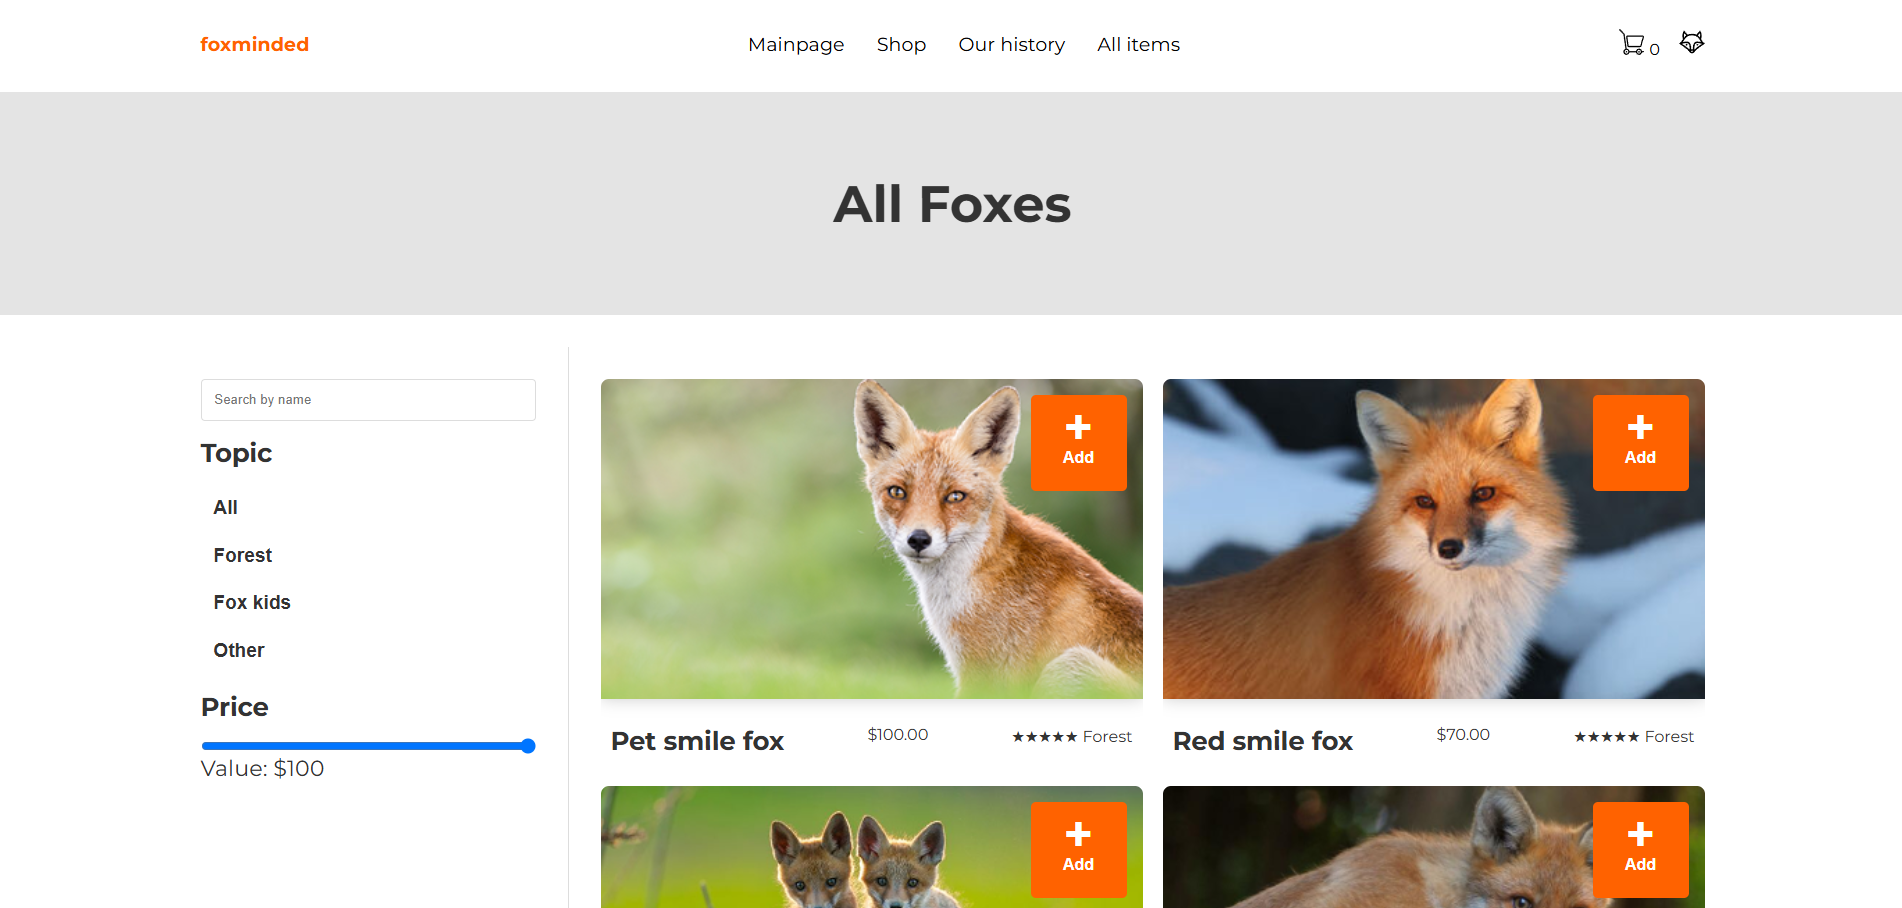 foxminded
Mainpage Shop Our history All items
0
All Foxes
Search by name
Topic
All
Forest
Fox kids
Other
Price
Value: $100
Add
Add
Pet smile fox $100.00 ★★★★★ Forest
Red smile fox $70.00 ★★★★★ Forest
Add
Add